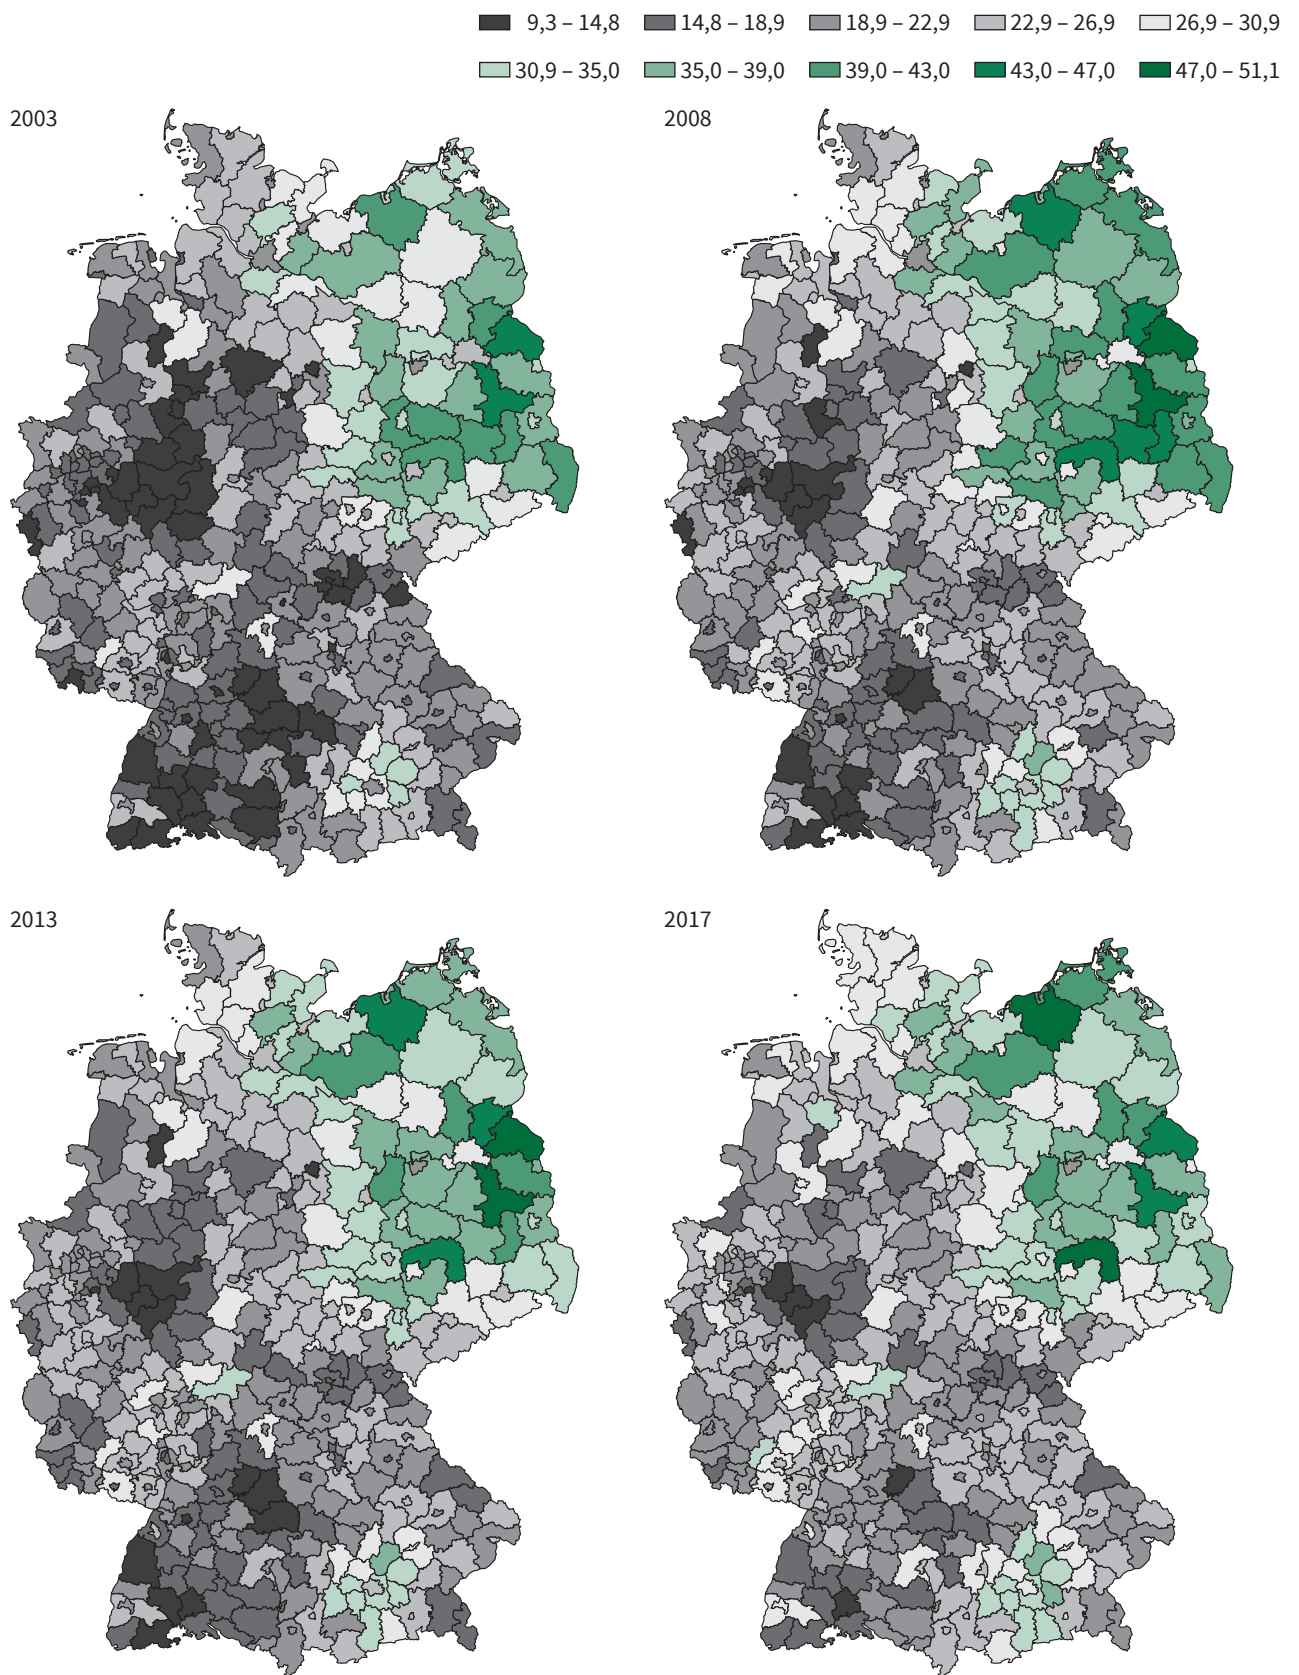 9,3 – 14,8 14,8 – 18,9 18,9 – 22,9 22,9 – 26,9 26,9 – 30,9
30,9 – 35,0 35,0 – 39,0 39,0 – 43,0 43,0 – 47,0 47,0 – 51,1
2003 2008
2013 2017